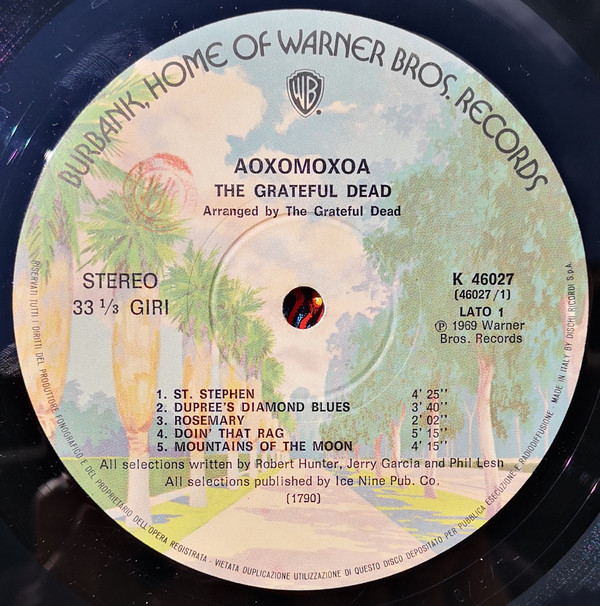 BURBANK, HOME OF WARNER BROS. RECORDS
WB
AOXOMOXOA
THE GRATEFUL DEAD
Arranged by The Grateful Dead
STEREO
33 1/3 GIRI
K 46027
(46027/1)
LATO 1
℗ 1969 Warner
Bros. Records
1. ST. STEPHEN 4' 25''
2. DUPREE'S DIAMOND BLUES 3' 40''
3. ROSEMARY 2' 02''
4. DOIN' THAT RAG 5' 15''
5. MOUNTAINS OF THE MOON 4' 15''
All selections written by Robert Hunter, Jerry Garcia and Phil Lesh
All selections published by Ice Nine Pub. Co.
(1790)
RISERVATI TUTTI I DIRITTI DEL PRODUTTORE FONOGRAFICO E DEL PROPRIETARIO DELL'OPERA REGISTRATA - VIETATA DUPLICAZIONE UTILIZZAZIONE DI QUESTO DISCO DEPOSITATO PER PUBBLICA ESECUZIONE E RADIODIFFUSIONE - MADE IN ITALY BY DISCHI RICORDI S.p.A.